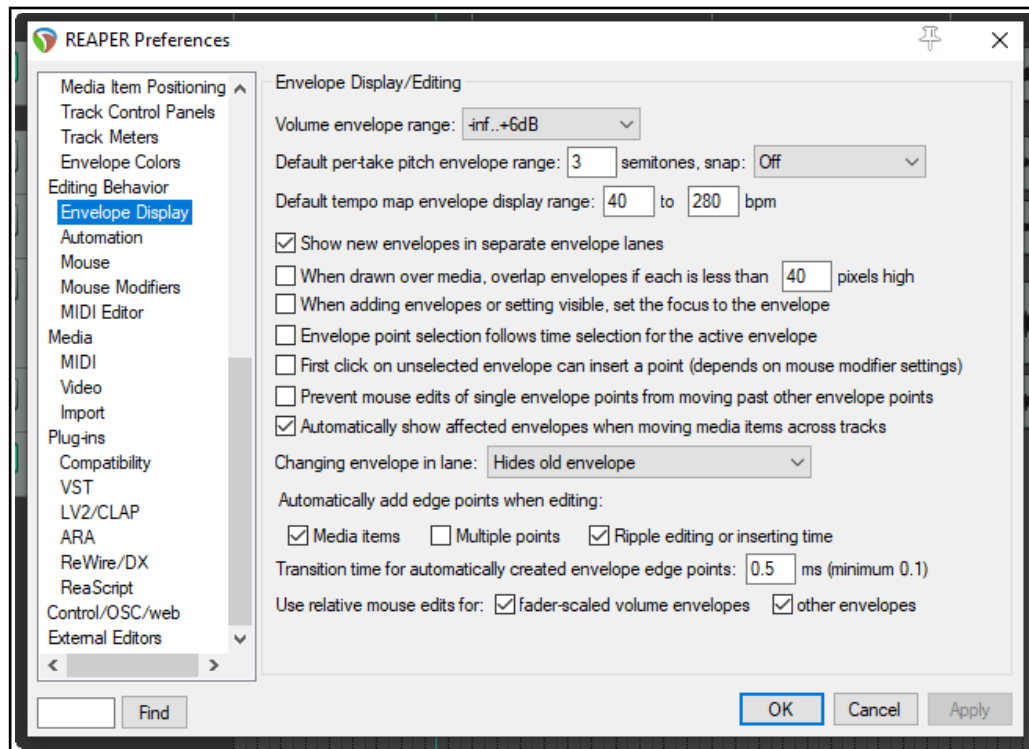 REAPER Preferences
Media Item Positioning
Track Control Panels
Track Meters
Envelope Colors
Editing Behavior
Envelope Display
Automation
Mouse
Mouse Modifiers
MIDI Editor
Media
MIDI
Video
Import
Plug-ins
Compatibility
VST
LV2/CLAP
ARA
ReWire/DX
ReaScript
Control/OSC/web
External Editors
Find
Envelope Display/Editing
Volume envelope range: -inf..+6dB
Default per-take pitch envelope range: 3 semitones, snap: Off
Default tempo map envelope display range: 40 to 280 bpm
Show new envelopes in separate envelope lanes
When drawn over media, overlap envelopes if each is less than 40 pixels high
When adding envelopes or setting visible, set the focus to the envelope
Envelope point selection follows time selection for the active envelope
First click on unselected envelope can insert a point (depends on mouse modifier settings)
Prevent mouse edits of single envelope points from moving past other envelope points
Automatically show affected envelopes when moving media items across tracks
Changing envelope in lane: Hides old envelope
Automatically add edge points when editing:
Media items Multiple points Ripple editing or inserting time
Transition time for automatically created envelope edge points: 0.5 ms (minimum 0.1)
Use relative mouse edits for: fader-scaled volume envelopes other envelopes
OK Cancel Apply